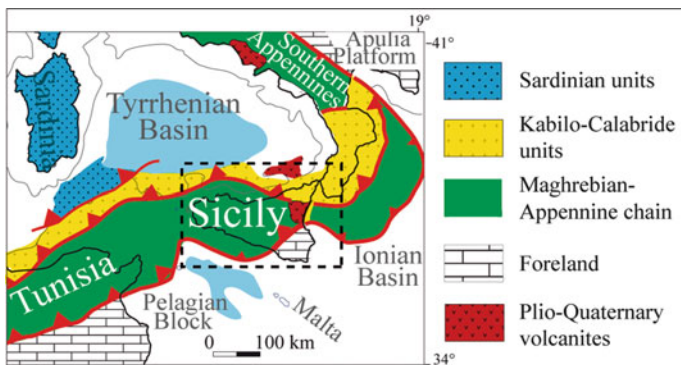 19°
41°
Apulia
Platform
Southern
Appennines
Sardinia
Tyrrhenian
Basin
Sicily
Tunisia
Ionian
Basin
Pelagian
Block
Malta
0 100 km
34°
Sardinian units
Kabilo-Calabride
units
Maghrebian-
Appennine chain
Foreland
Plio-Quaternary
volcanites